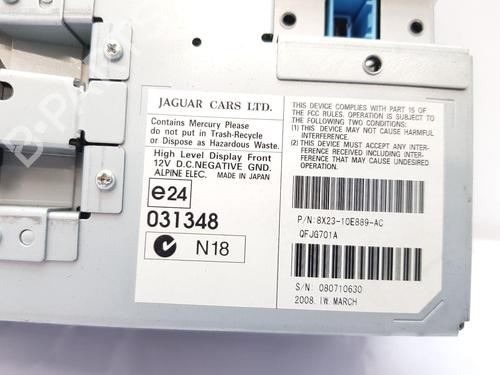 JAGUAR CARS LTD.
Contains Mercury Please
do not put in Trash-Recycle
or Dispose as Hazardous Waste.
High Level Display Front
12V D.C.NEGATIVE GND.
ALPINE ELEC. MADE IN JAPAN
e24
031348
N18
THIS DEVICE COMPLIES WITH PART 15 OF
THE FCC RULES. OPERATION IS SUBJECT TO
THE FOLLOWING TWO CONDITIONS:
(1) THIS DEVICE MAY NOT CAUSE HARMFUL
INTERFERENCE, AND
(2) THIS DEVICE MUST ACCEPT ANY INTER-
FERENCE RECEIVED INCLUDING INTER-
FERENCE THAT MAY CAUSE UNDESIRED
OPERATION.
P/N:8X23-10E889-AC
QFJG701A
S/N: 080710630
2008. IW. MARCH